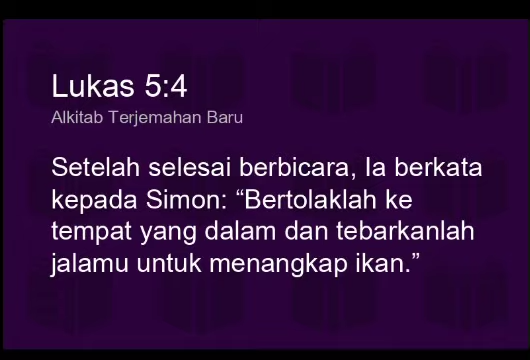 Lukas 5:4
Alkitab Terjemahan Baru
Setelah selesai berbicara, Ia berkata
kepada Simon: “Bertolaklah ke
tempat yang dalam dan tebarkanlah
jalamu untuk menangkap ikan.”